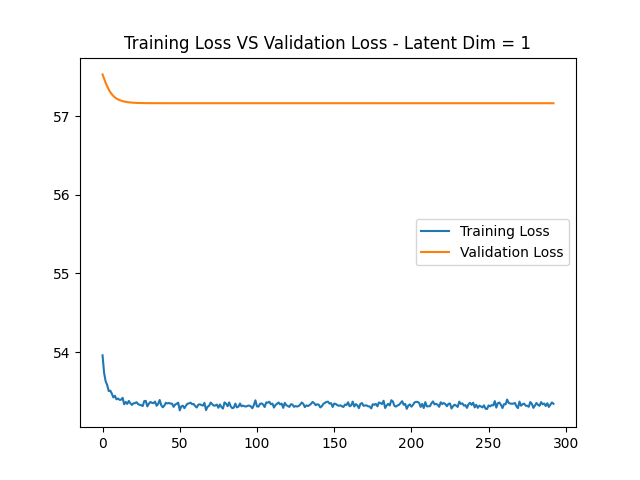 Training Loss VS Validation Loss - Latent Dim = 1
57
56
55
54
Training Loss
Validation Loss
0 50 100 150 200 250 300